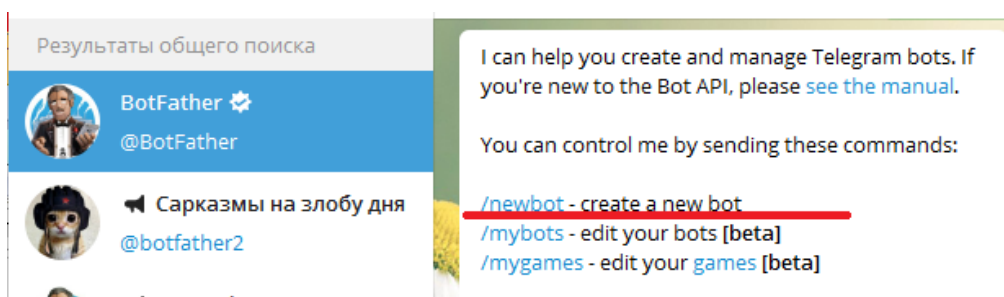 Результаты общего поиска
BotFather
@BotFather
Сарказмы на злобу дня
@botfather2
I can help you create and manage Telegram bots. If
you're new to the Bot API, please see the manual.
You can control me by sending these commands:
/newbot - create a new bot
/mybots - edit your bots [beta]
/mygames - edit your games [beta]